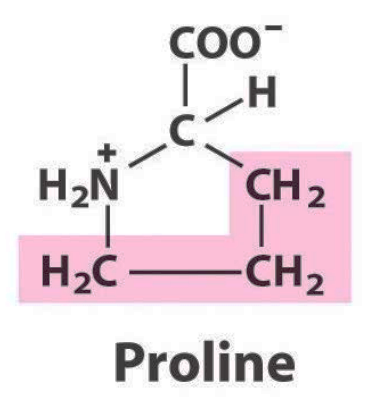 COO⁻
H
C
H₂N⁺ CH₂
H₂C CH₂
Proline